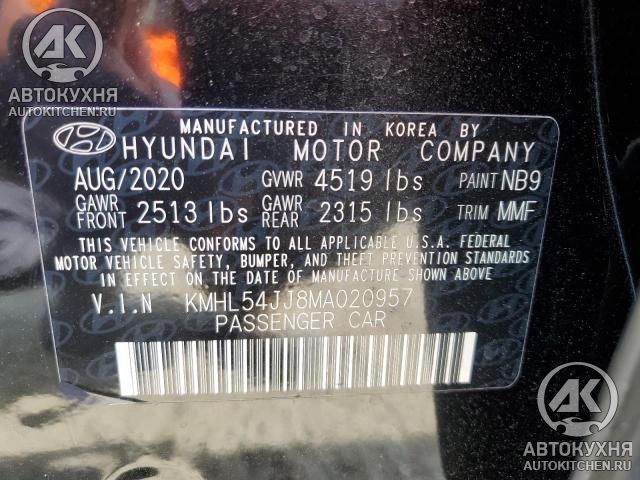 AK
АВТОКУХНЯ
AUTOKITCHEN.RU
MANUFACTURED IN KOREA BY
HYUNDAI MOTOR COMPANY
AUG/2020 GVWR 4519 lbs PAINT NB9
GAWR FRONT 2513 lbs GAWR REAR 2315 lbs TRIM MMF
THIS VEHICLE CONFORMS TO ALL APPLICABLE U.S.A. FEDERAL
MOTOR VEHICLE SAFETY, BUMPER, AND THEFT PREVENTION STANDARDS
IN EFFECT ON THE DATE OF MANUFACTURE SHOWN ABOVE.
V.I.N KMHL54JJ8MA020957
PASSENGER CAR
AK
АВТОКУХНЯ
AUTOKITCHEN.RU